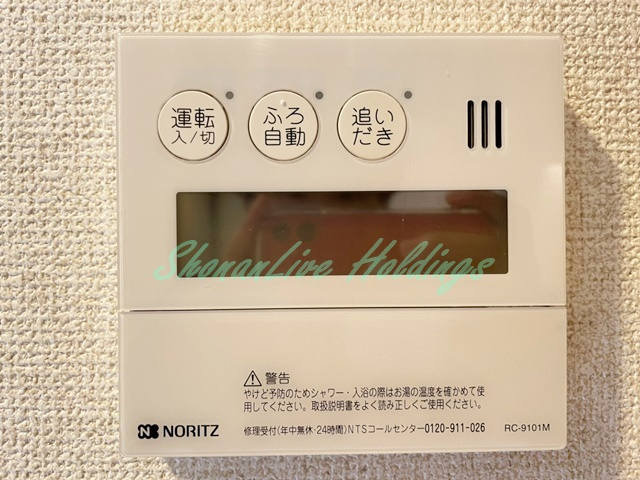 運転
入/切
ふろ
自動
追い
だき
ShonanLive Holdings
警告
やけど予防のためシャワー・入浴の際はお湯の温度を確かめて使
用してください。取扱説明書をよく読み正しくご使用ください。
NORITZ 修理受付(年中無休・24時間)NTSコールセンター0120-911-026 RC-9101M